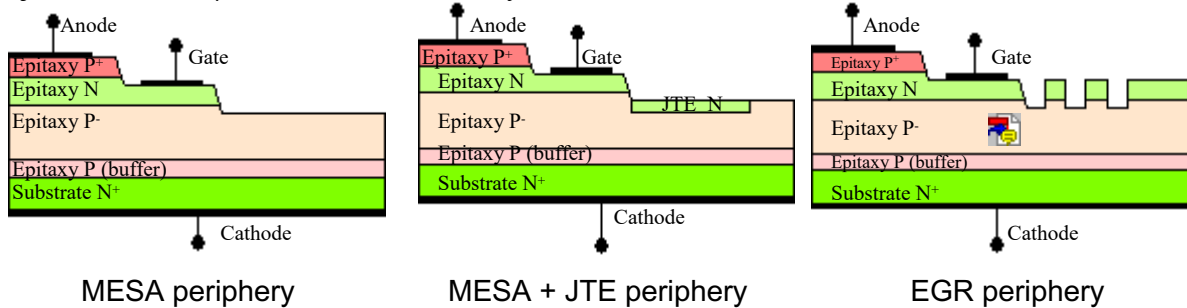 Anode
Gate
Epitaxy P⁺
Epitaxy N
Epitaxy P⁻
Epitaxy P (buffer)
Substrate N⁺
Cathode
MESA periphery
Anode
Gate
Epitaxy P⁺
Epitaxy N
JTE N
Epitaxy P⁻
Epitaxy P (buffer)
Substrate N⁺
Cathode
MESA + JTE periphery
Anode
Gate
Epitaxy P⁺
Epitaxy N
Epitaxy P⁻
Epitaxy P (buffer)
Substrate N⁺
Cathode
EGR periphery